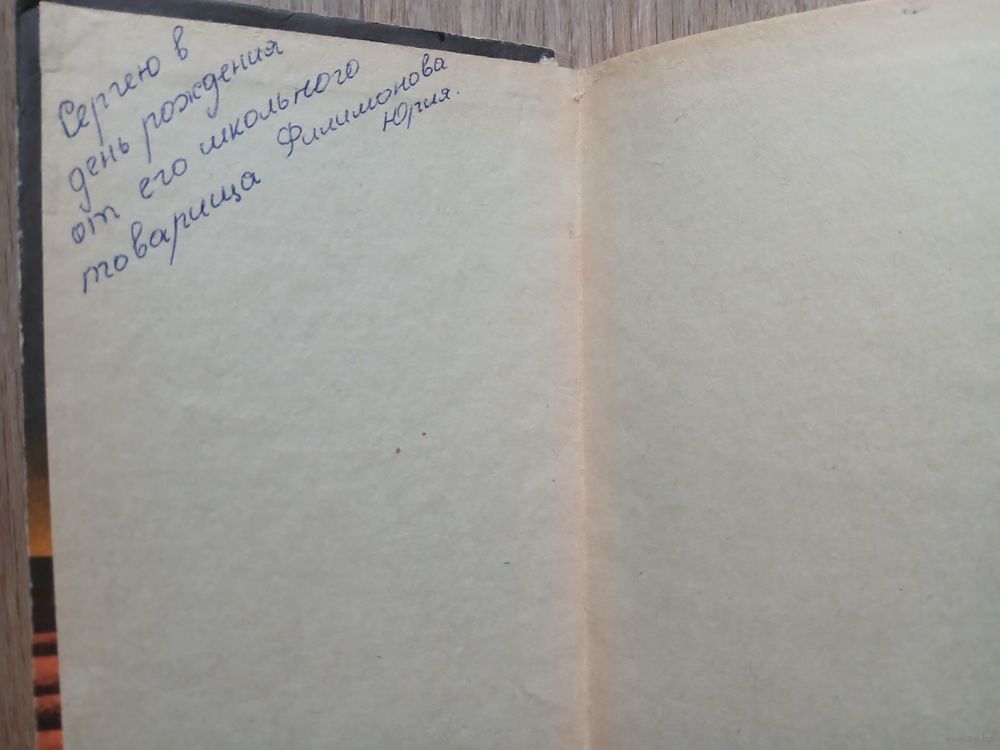 Сергею в
день рождения
от его школьного
товарища Филимонова
Юрия.